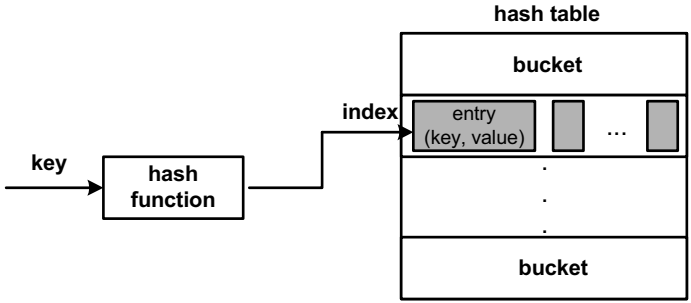 hash table
bucket
index
entry
(key, value)
...
key
hash
function
.
.
.
bucket